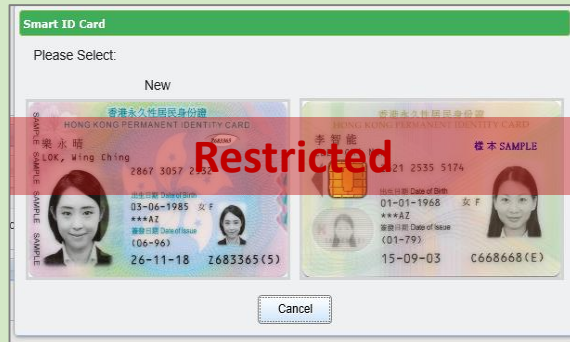 Smart ID Card
Please Select:
New
香港永久性居民身份證
HONG KONG PERMANENT IDENTITY CARD
樂永晴
LOK, Wing Ching
2867 3057 2532
出生日期 Date of Birth
03-06-1985 女 F
***AZ
簽發日期 Date of Issue
(06-96)
26-11-18 Z683365(5)
SAMPLE SAMPLE SAMPLE SAMPLE
香港永久性居民身份證
HONG KONG PERMANENT IDENTITY CARD
李智能
樣本 SAMPLE
2535 5174
出生日期 Date of Birth
01-01-1968 女 F
***AZ
簽發日期 Date of Issue
(01-79)
15-09-03 C668668(E)
Restricted
Cancel